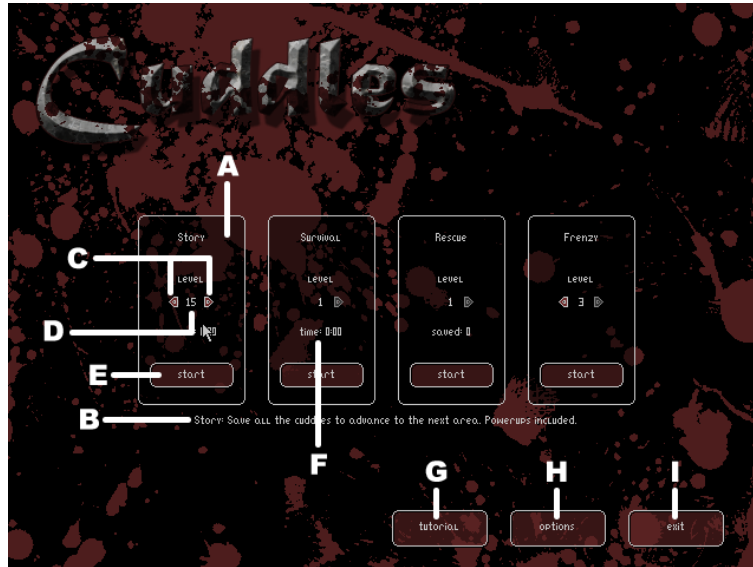 Cuddles
A
Story
Survival
Rescue
Frenzy
C
Level
Level
Level
Level
15
1
1
3
D
time: 0:00
saved: 0
E
start
start
start
start
B
Story: Save all the cuddles to advance to the next area. Powerups included.
F
G
H
I
tutorial
options
exit